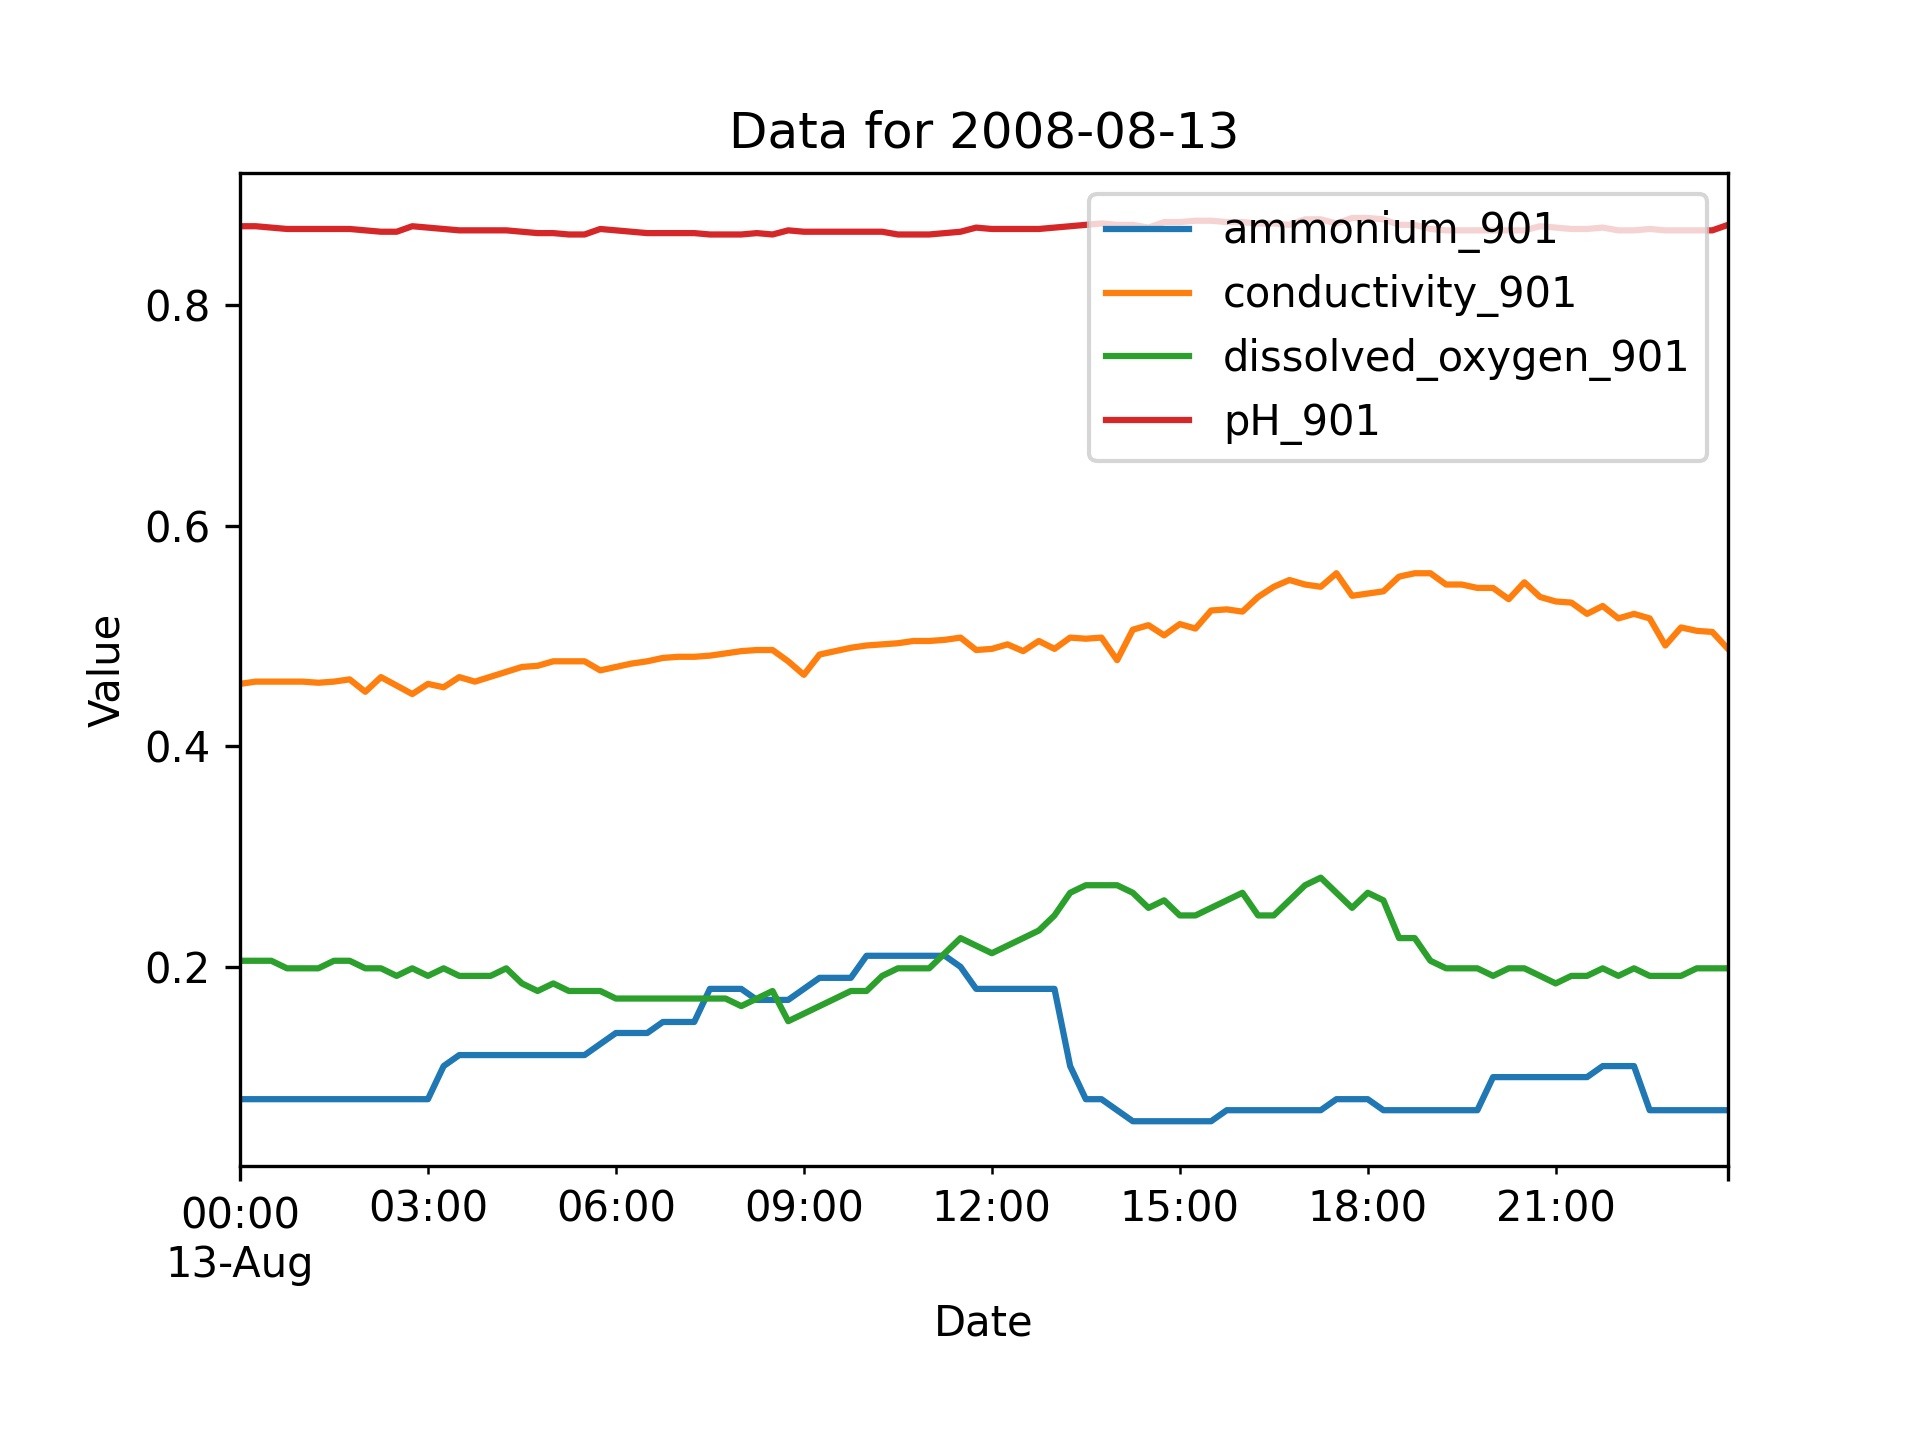 Data for 2008-08-13
ammonium_901
conductivity_901
dissolved_oxygen_901
pH_901
Value
0.8
0.6
0.4
0.2
00:00 03:00 06:00 09:00 12:00 15:00 18:00 21:00
13-Aug
Date